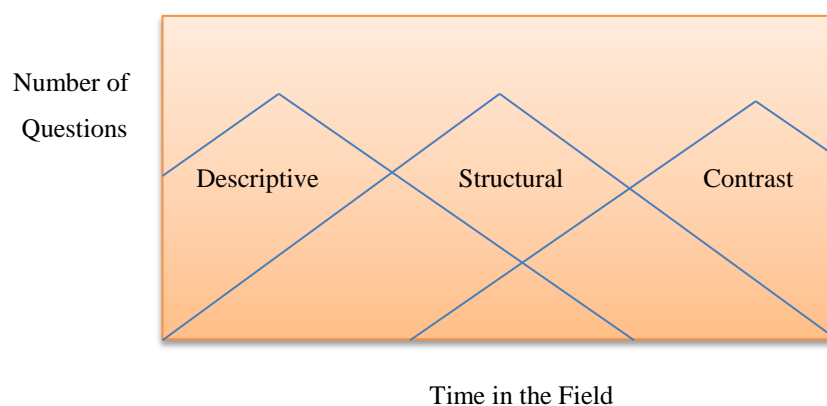 Number of
Questions
Descriptive
Structural
Contrast
Time in the Field